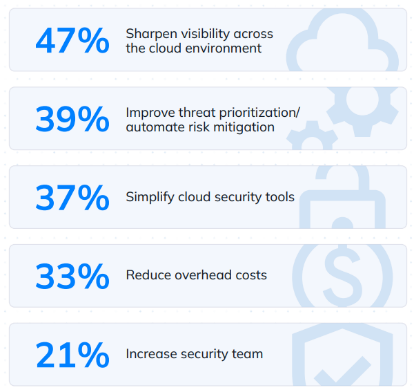 47%
Sharpen visibility across
the cloud environment
39%
Improve threat prioritization/
automate risk mitigation
37%
Simplify cloud security tools
33%
Reduce overhead costs
21%
Increase security team